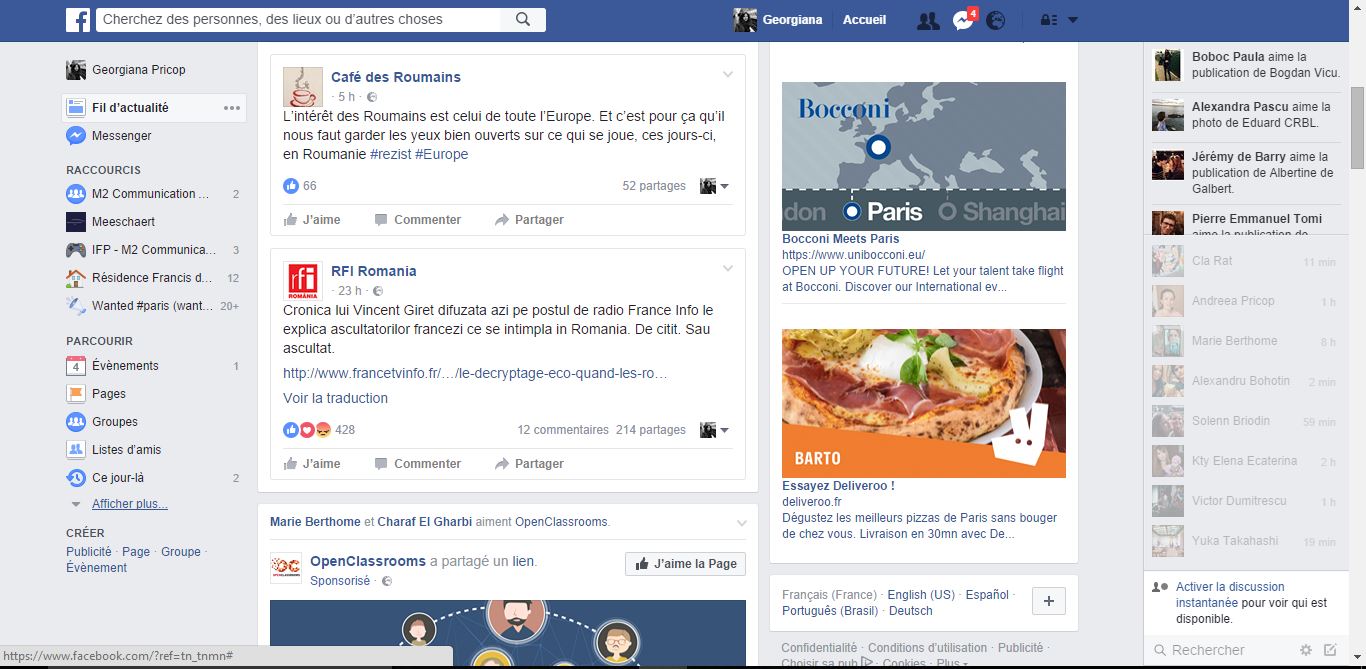 Cherchez des personnes, des lieux ou d'autres choses
Georgiana
Accueil
4
Georgiana Pricop
Fil d'actualité
Messenger
RACCOURCIS
M2 Communication ... 2
Meeschaert
IFP - M2 Communica... 3
Résidence Francis d... 12
Wanted #paris (want... 20+
PARCOURIR
4 Évènements 1
Pages
Groupes
Listes d'amis
Ce jour-là 2
Afficher plus...
CRÉER
Publicité · Page · Groupe ·
Évènement
Café des Roumains
· 5 h ·
L'intérêt des Roumains est celui de toute l'Europe. Et c'est pour ça qu'il
nous faut garder les yeux bien ouverts sur ce qui se joue, ces jours-ci,
en Roumanie #rezist #Europe
66 52 partages
J'aime Commenter Partager
rfi
ROMÂNIA
RFI Romania
· 23 h ·
Cronica lui Vincent Giret difuzata azi pe postul de radio France Info le
explica ascultatorilor francezi ce se intimpla in Romania. De citit. Sau
ascultat.
http://www.francetvinfo.fr/…/le-decryptage-eco-quand-les-ro…
Voir la traduction
428 12 commentaires 214 partages
J'aime Commenter Partager
Marie Berthome et Charaf El Gharbi aiment OpenClassrooms.
OPENCLASSROOMS
OpenClassrooms a partagé un lien.
Sponsorisé ·
J'aime la Page
Bocconi
don Paris Shanghai
Bocconi Meets Paris
https://www.unibocconi.eu/
OPEN UP YOUR FUTURE! Let your talent take flight
at Bocconi. Discover our International ev...
BARTO
Essayez Deliveroo !
deliveroo.fr
Dégustez les meilleurs pizzas de Paris sans bouger
de chez vous. Livraison en 30mn avec De...
Français (France) · English (US) · Español ·
Português (Brasil) · Deutsch
+
Confidentialité · Conditions d'utilisation · Publicité ·
Choisir sa pub · Cookies · Plus
Boboc Paula aime la
publication de Bogdan Vicu.
Alexandra Pascu aime la
photo de Eduard CRBL.
Jérémy de Barry aime la
publication de Albertine de
Galbert.
Pierre Emmanuel Tomi
aime la publication de
Cla Rat 11 min
Andreea Pricop 1 h
Marie Berthome 8 h
Alexandru Bohotin 2 min
Solenn Briodin 59 min
Kty Elena Ecaterina 2 h
Victor Dumitrescu 1 h
Yuka Takahashi 19 min
Activer la discussion
instantanée pour voir qui est
disponible.
Rechercher
https://www.facebook.com/?ref=tn_tnmn#